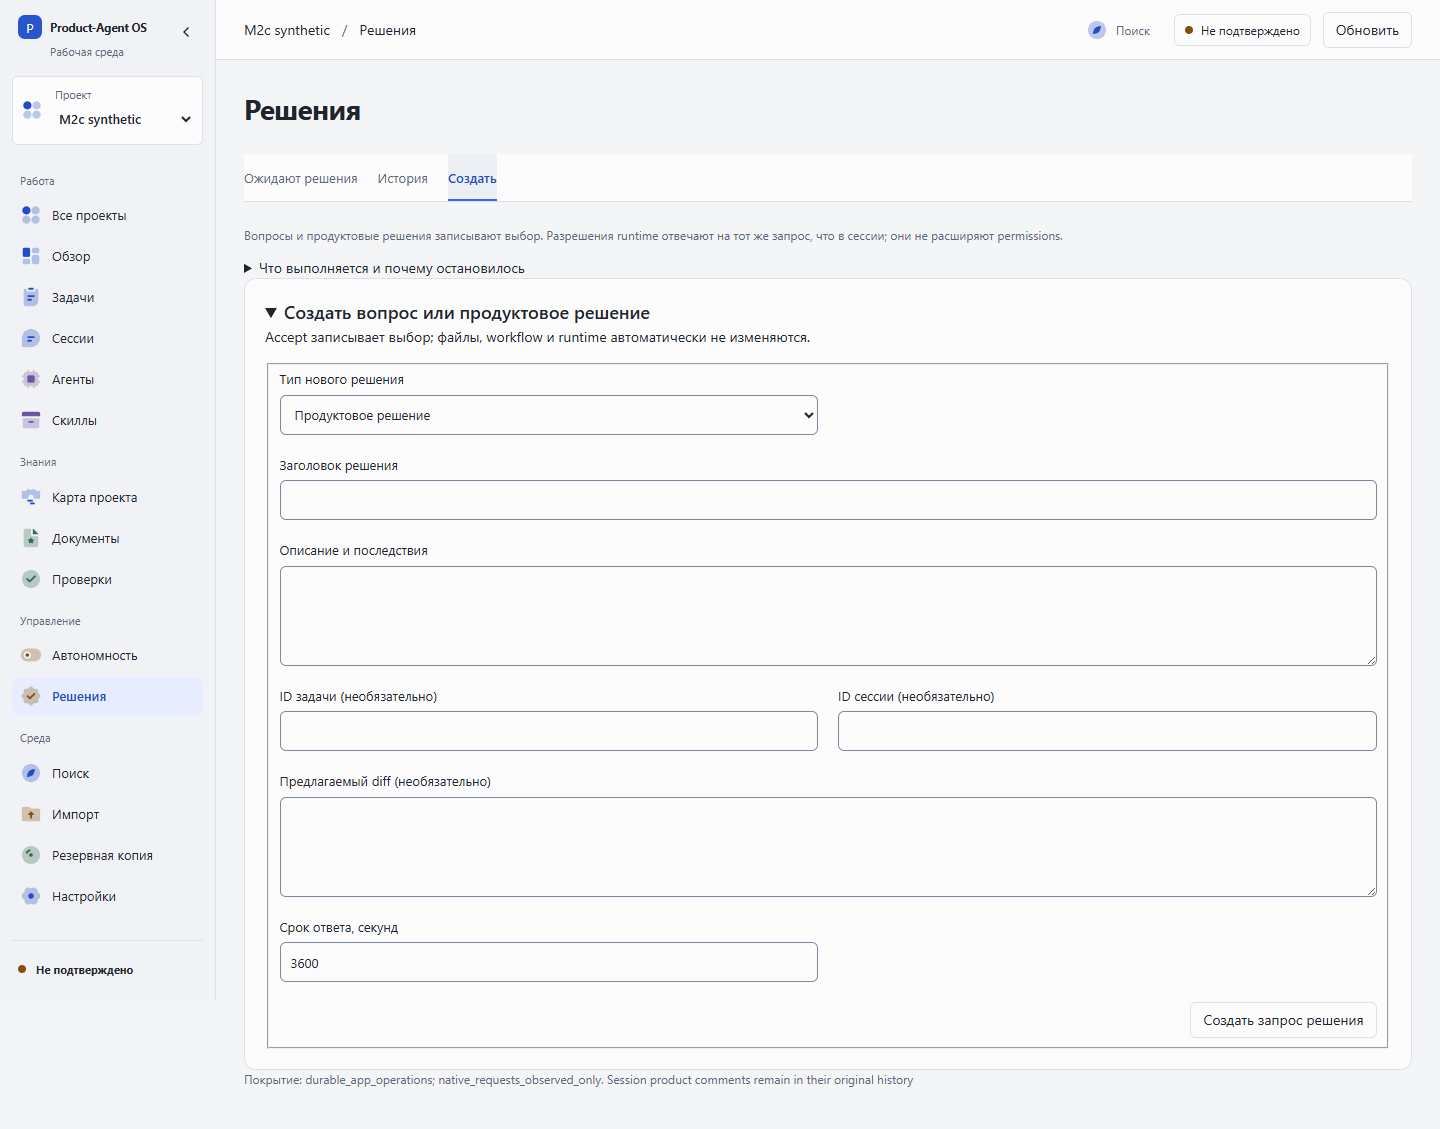 P
Product-Agent OS
Рабочая среда
Проект
M2c synthetic
Работа
Все проекты
Обзор
Задачи
Сессии
Агенты
Скиллы
Знания
Карта проекта
Документы
Проверки
Управление
Автономность
Решения
Среда
Поиск
Импорт
Резервная копия
Настройки
Не подтверждено
M2c synthetic / Решения
Поиск
Не подтверждено
Обновить
Решения
Ожидают решения
История
Создать
Вопросы и продуктовые решения записывают выбор. Разрешения runtime отвечают на тот же запрос, что в сессии; они не расширяют permissions.
Что выполняется и почему остановилось
Создать вопрос или продуктовое решение
Accept записывает выбор; файлы, workflow и runtime автоматически не изменяются.
Тип нового решения
Продуктовое решение
Заголовок решения
Описание и последствия
ID задачи (необязательно)
ID сессии (необязательно)
Предлагаемый diff (необязательно)
Срок ответа, секунд
3600
Создать запрос решения
Покрытие: durable_app_operations; native_requests_observed_only. Session product comments remain in their original history